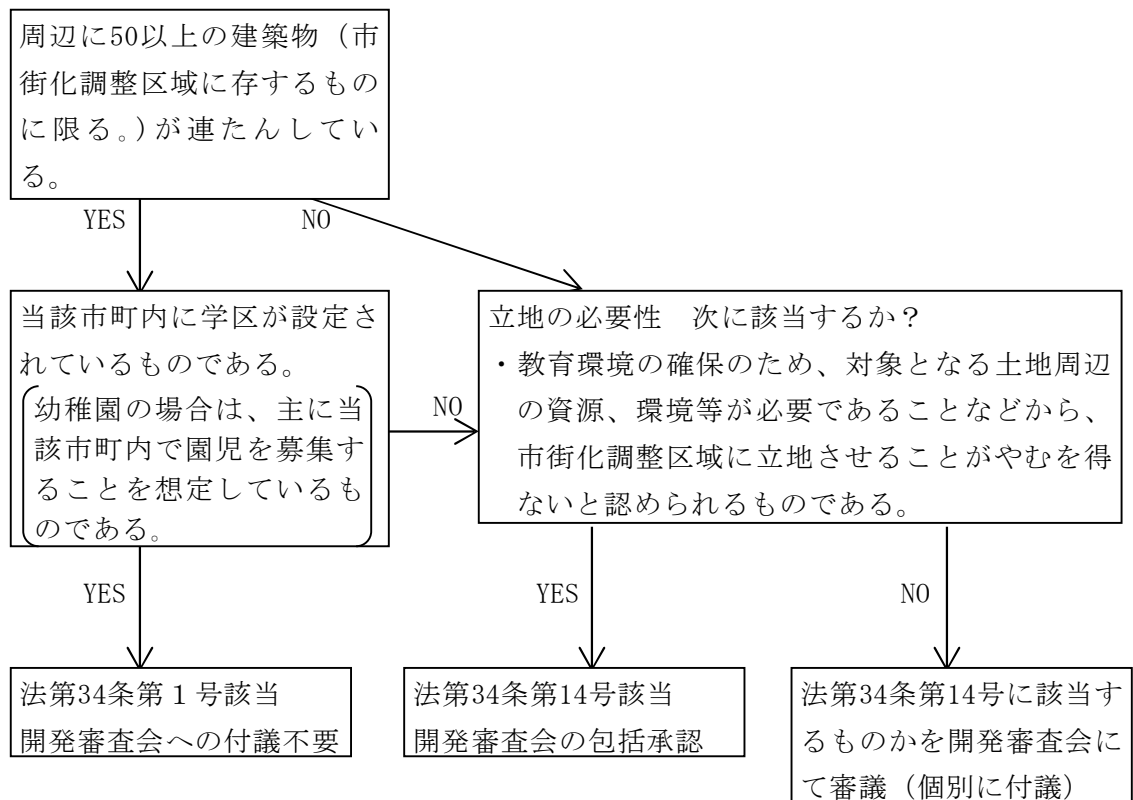 周辺に50以上の建築物（市
街化調整区域に存するもの
に限る。）が連たんしてい
る。
YES
NO
当該市町内に学区が設定さ
れているものである。
幼稚園の場合は、主に当
該市町内で園児を募集す
ることを想定しているも
のである。
NO
立地の必要性　次に該当するか？
・教育環境の確保のため、対象となる土地周辺
の資源、環境等が必要であることなどから、
市街化調整区域に立地させることがやむを得
ないと認められるものである。
YES
YES
NO
法第34条第１号該当
開発審査会への付議不要
法第34条第14号該当
開発審査会の包括承認
法第34条第14号に該当す
るものかを開発審査会に
て審議（個別に付議）